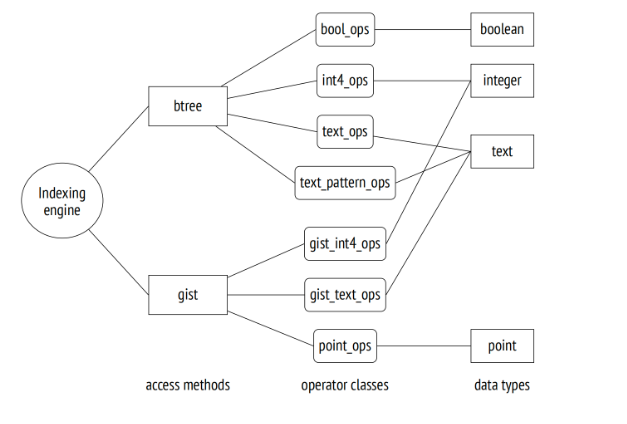 bool_ops
boolean
int4_ops
integer
btree
text_ops
text
text_pattern_ops
Indexing
engine
gist_int4_ops
gist
gist_text_ops
point_ops
point
access methods
operator classes
data types